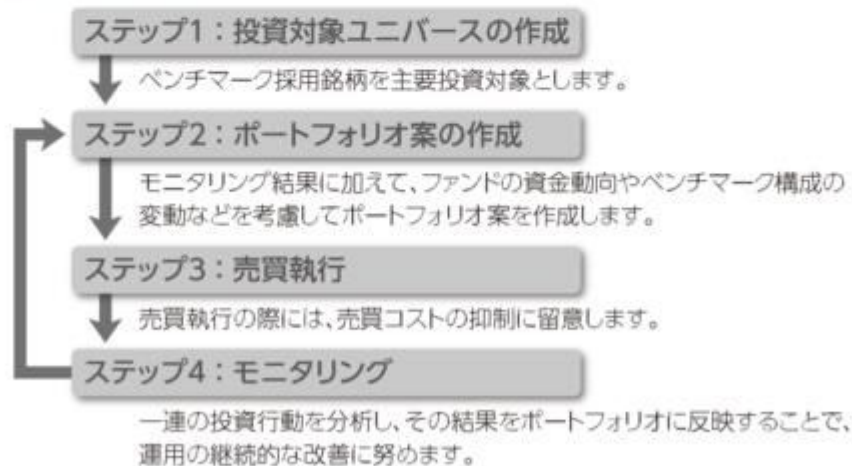 ステップ1：投資対象ユニバースの作成
ベンチマーク採用銘柄を主要投資対象とします。
ステップ2：ポートフォリオ案の作成
モニタリング結果に加えて、ファンドの資金動向やベンチマーク構成の
変動などを考慮してポートフォリオ案を作成します。
ステップ3：売買執行
売買執行の際には、売買コストの抑制に留意します。
ステップ4：モニタリング
一連の投資行動を分析し、その結果をポートフォリオに反映することで、
運用の継続的な改善に努めます。